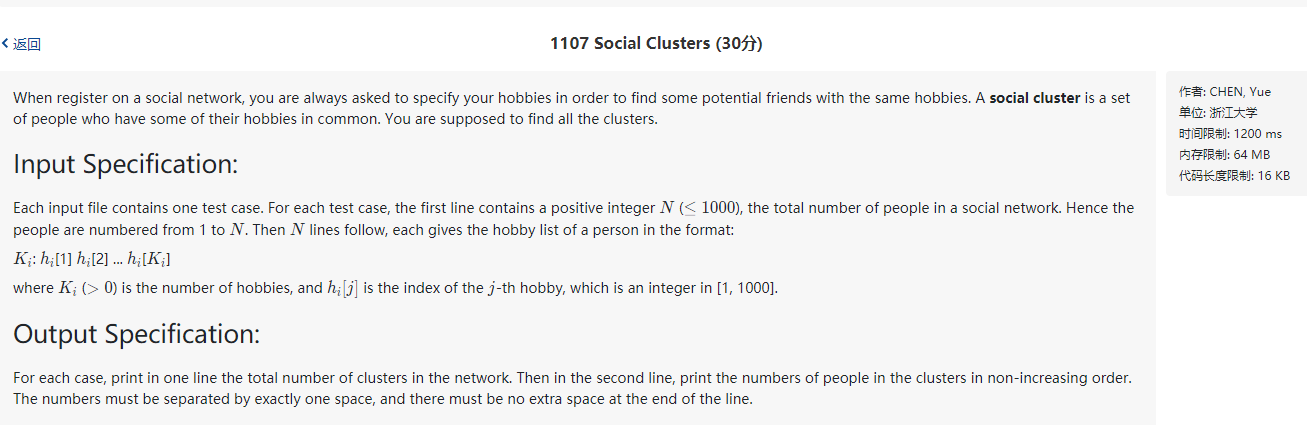 返回
1107 Social Clusters (30分)
When register on a social network, you are always asked to specify your hobbies in order to find some potential friends with the same hobbies. A social cluster is a set
of people who have some of their hobbies in common. You are supposed to find all the clusters.
Input Specification:
Each input file contains one test case. For each test case, the first line contains a positive integer N (≤ 1000), the total number of people in a social network. Hence the
people are numbered from 1 to N. Then N lines follow, each gives the hobby list of a person in the format:
Kᵢ: hᵢ[1] hᵢ[2] ... hᵢ[Kᵢ]
where Kᵢ (> 0) is the number of hobbies, and hᵢ[j] is the index of the j-th hobby, which is an integer in [1, 1000].
Output Specification:
For each case, print in one line the total number of clusters in the network. Then in the second line, print the numbers of people in the clusters in non-increasing order.
The numbers must be separated by exactly one space, and there must be no extra space at the end of the line.
作者: CHEN, Yue
单位: 浙江大学
时间限制: 1200 ms
内存限制: 64 MB
代码长度限制: 16 KB